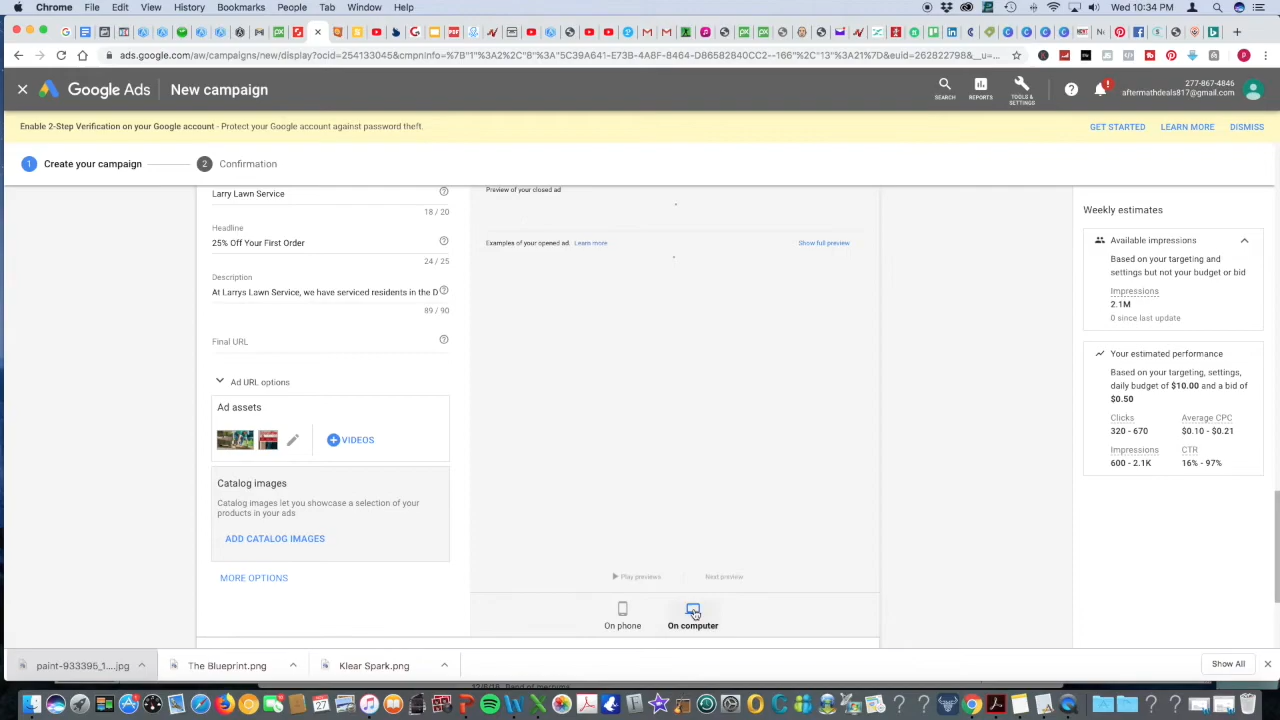 Chrome File Edit View History Bookmarks People Tab Window Help
Wed 10:34 PM
ads.google.com/aw/campaigns/new/display?ocid=254133045&cmpnInfo=%7B"1"%3A2%2C"8"%3A"5C39A641-E73B-4A8F-8464-D86582840CC2--166%2C"13"%3A21%7D&euid=262822798&__u=...
Google Ads
New campaign
SEARCH
REPORTS
TOOLS & SETTINGS
277-867-4846
aftermathdeals817@gmail.com
Enable 2-Step Verification on your Google account - Protect your Google account against password theft.
GET STARTED LEARN MORE DISMISS
1 Create your campaign
2 Confirmation
Larry Lawn Service
18 / 20
Headline
25% Off Your First Order
24 / 25
Description
At Larrys Lawn Service, we have serviced residents in the D
89 / 90
Final URL
Ad URL options
Ad assets
VIDEOS
Catalog images
Catalog images let you showcase a selection of your
products in your ads
ADD CATALOG IMAGES
MORE OPTIONS
Preview of your closed ad
Examples of your opened ad. Learn more
Show full preview
Play previews
Next preview
On phone
On computer
Weekly estimates
Available impressions
Based on your targeting and
settings but not your budget or bid
Impressions
2.1M
0 since last update
Your estimated performance
Based on your targeting, settings,
daily budget of $10.00 and a bid of
$0.50
Clicks Average CPC
320 - 670 $0.10 - $0.21
Impressions CTR
600 - 2.1K 16% - 97%
paint-933395_1....jpg
The Blueprint.png
Klear Spark.png
Show All